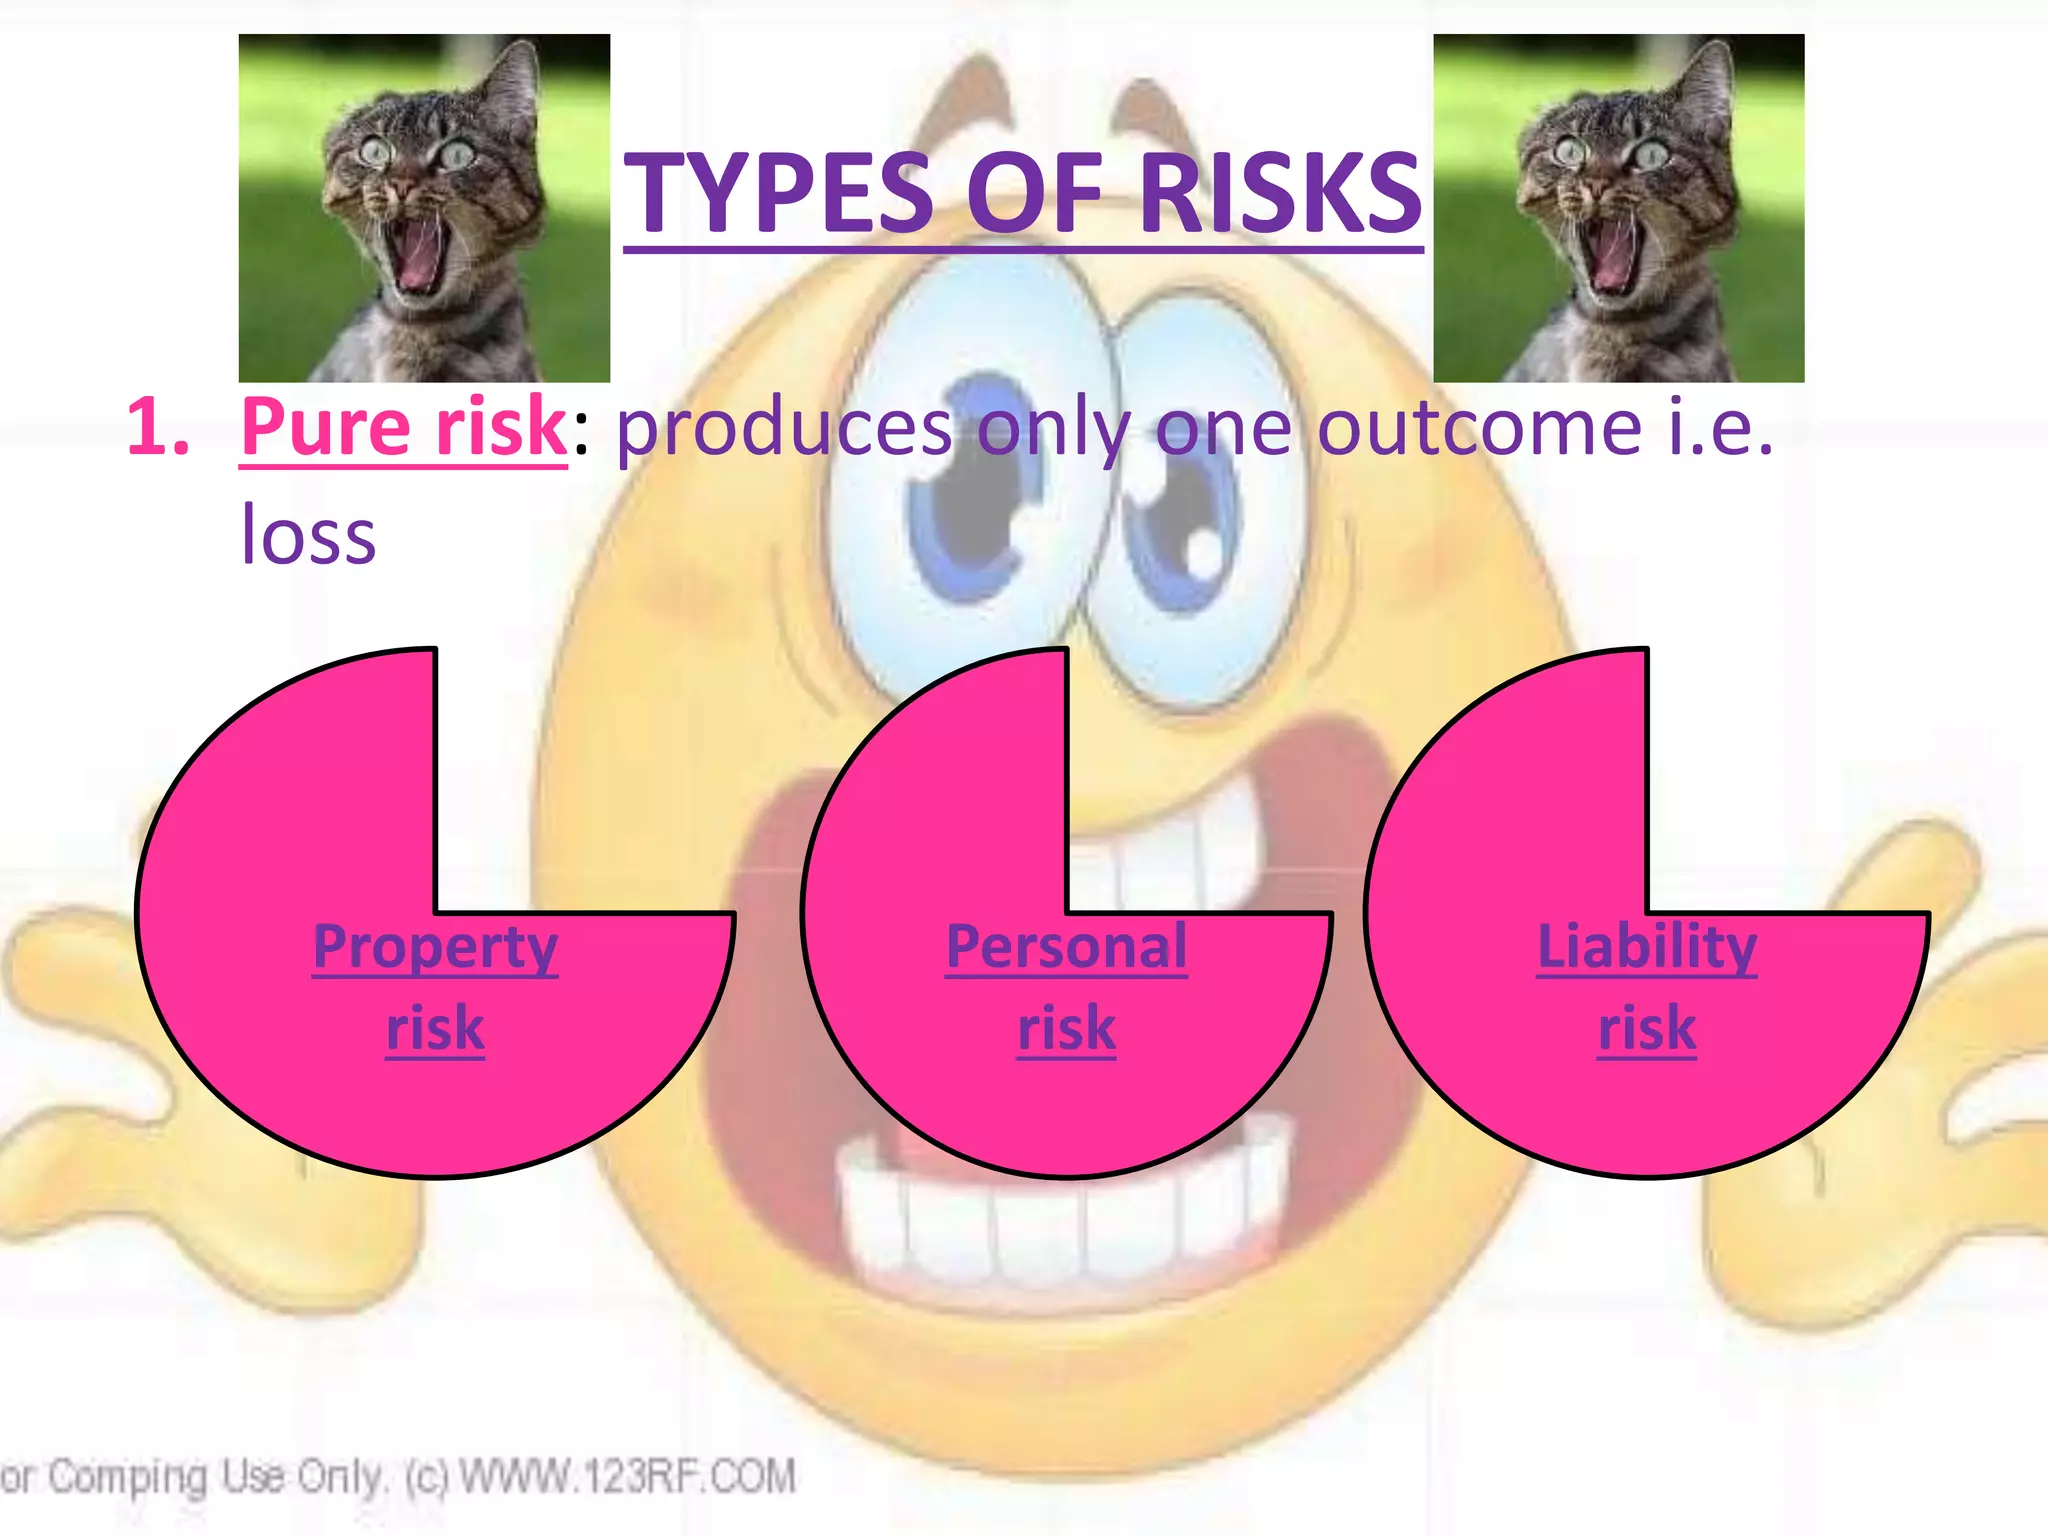 TYPES OF RISKS
1. Pure risk: produces only one outcome i.e.
loss
Property
risk
Personal
risk
Liability
risk
or Comping Use Only. (c) WWW.123RF.COM